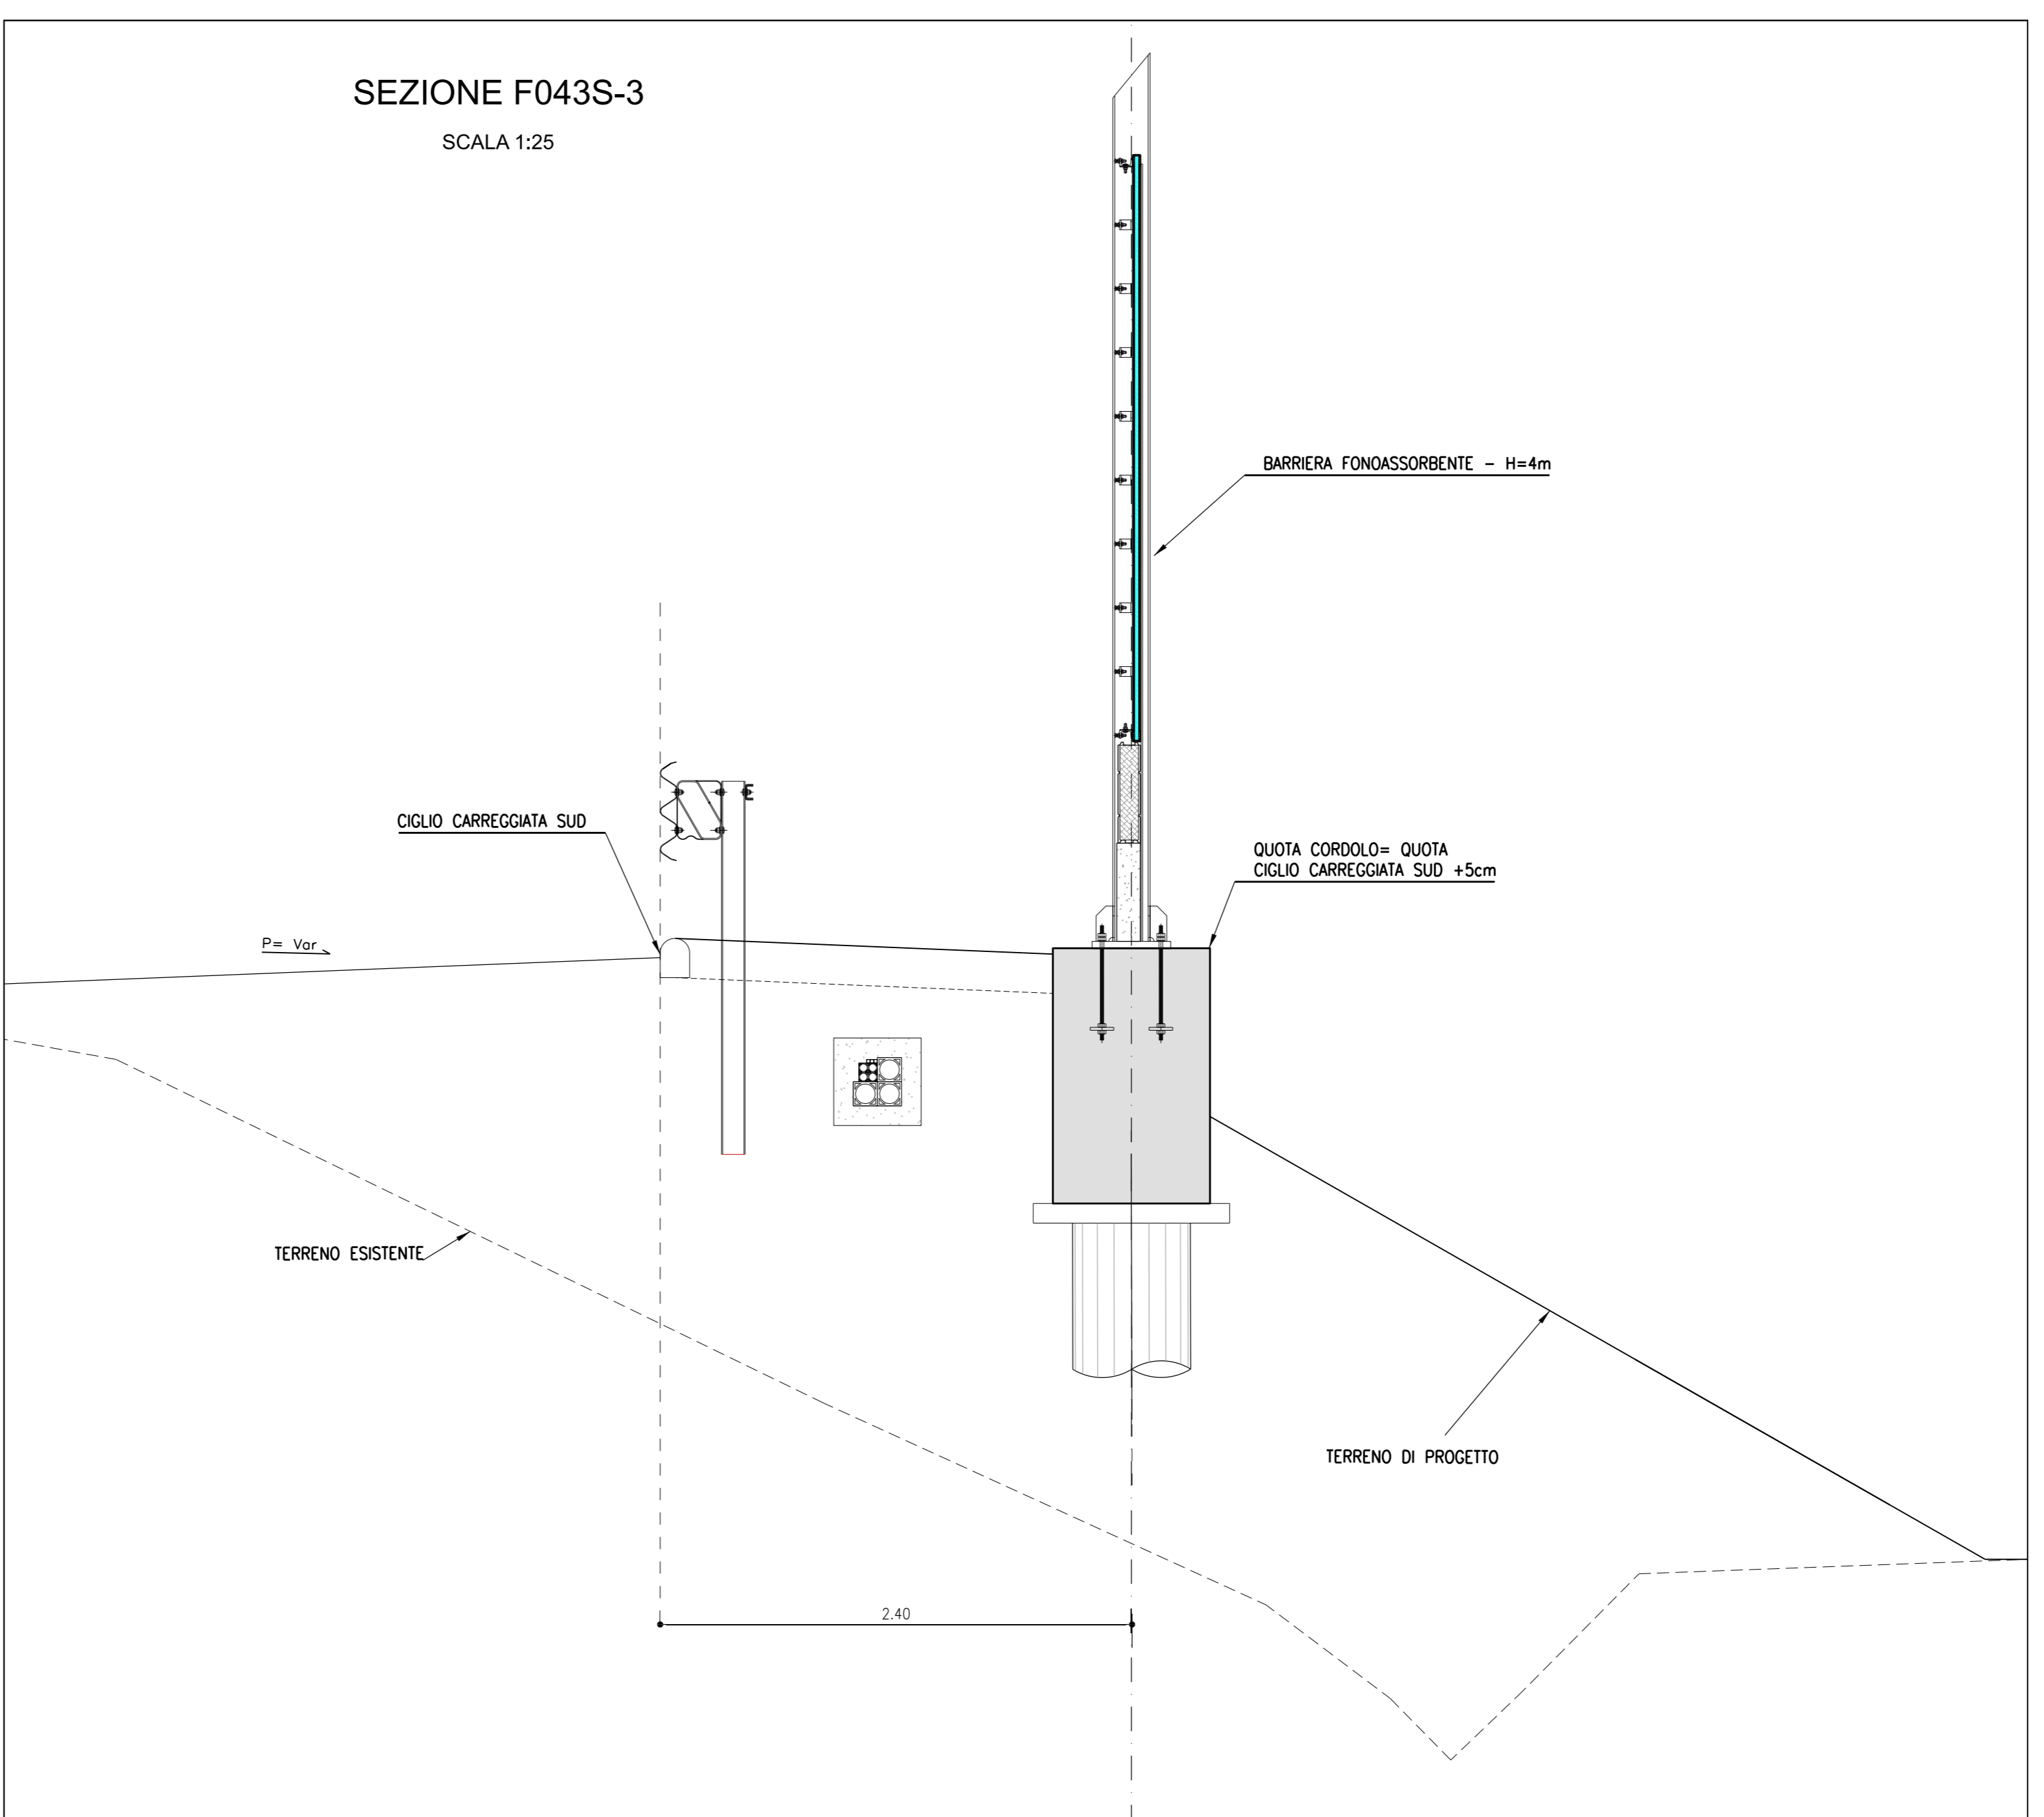 SEZIONE F043S-3
SCALA 1:25
BARRIERA FONOASSORBENTE - H=4m
CIGLIO CARREGGIATA SUD
QUOTA CORDOLO= QUOTA
CIGLIO CARREGGIATA SUD +5cm
P= Var
TERRENO ESISTENTE
TERRENO DI PROGETTO
2.40